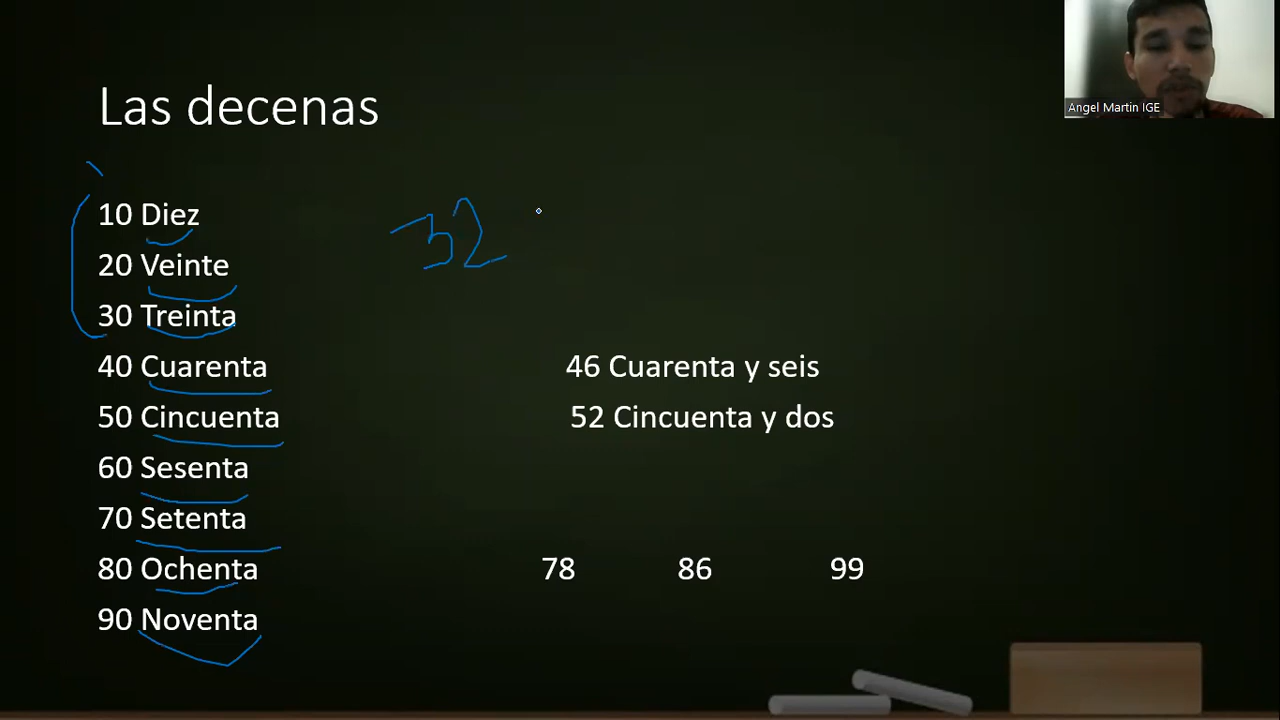 Angel Martin IGE
Las decenas
10 Diez
20 Veinte
30 Treinta
32
40 Cuarenta
50 Cincuenta
60 Sesenta
70 Setenta
80 Ochenta
90 Noventa
46 Cuarenta y seis
52 Cincuenta y dos
78 86 99